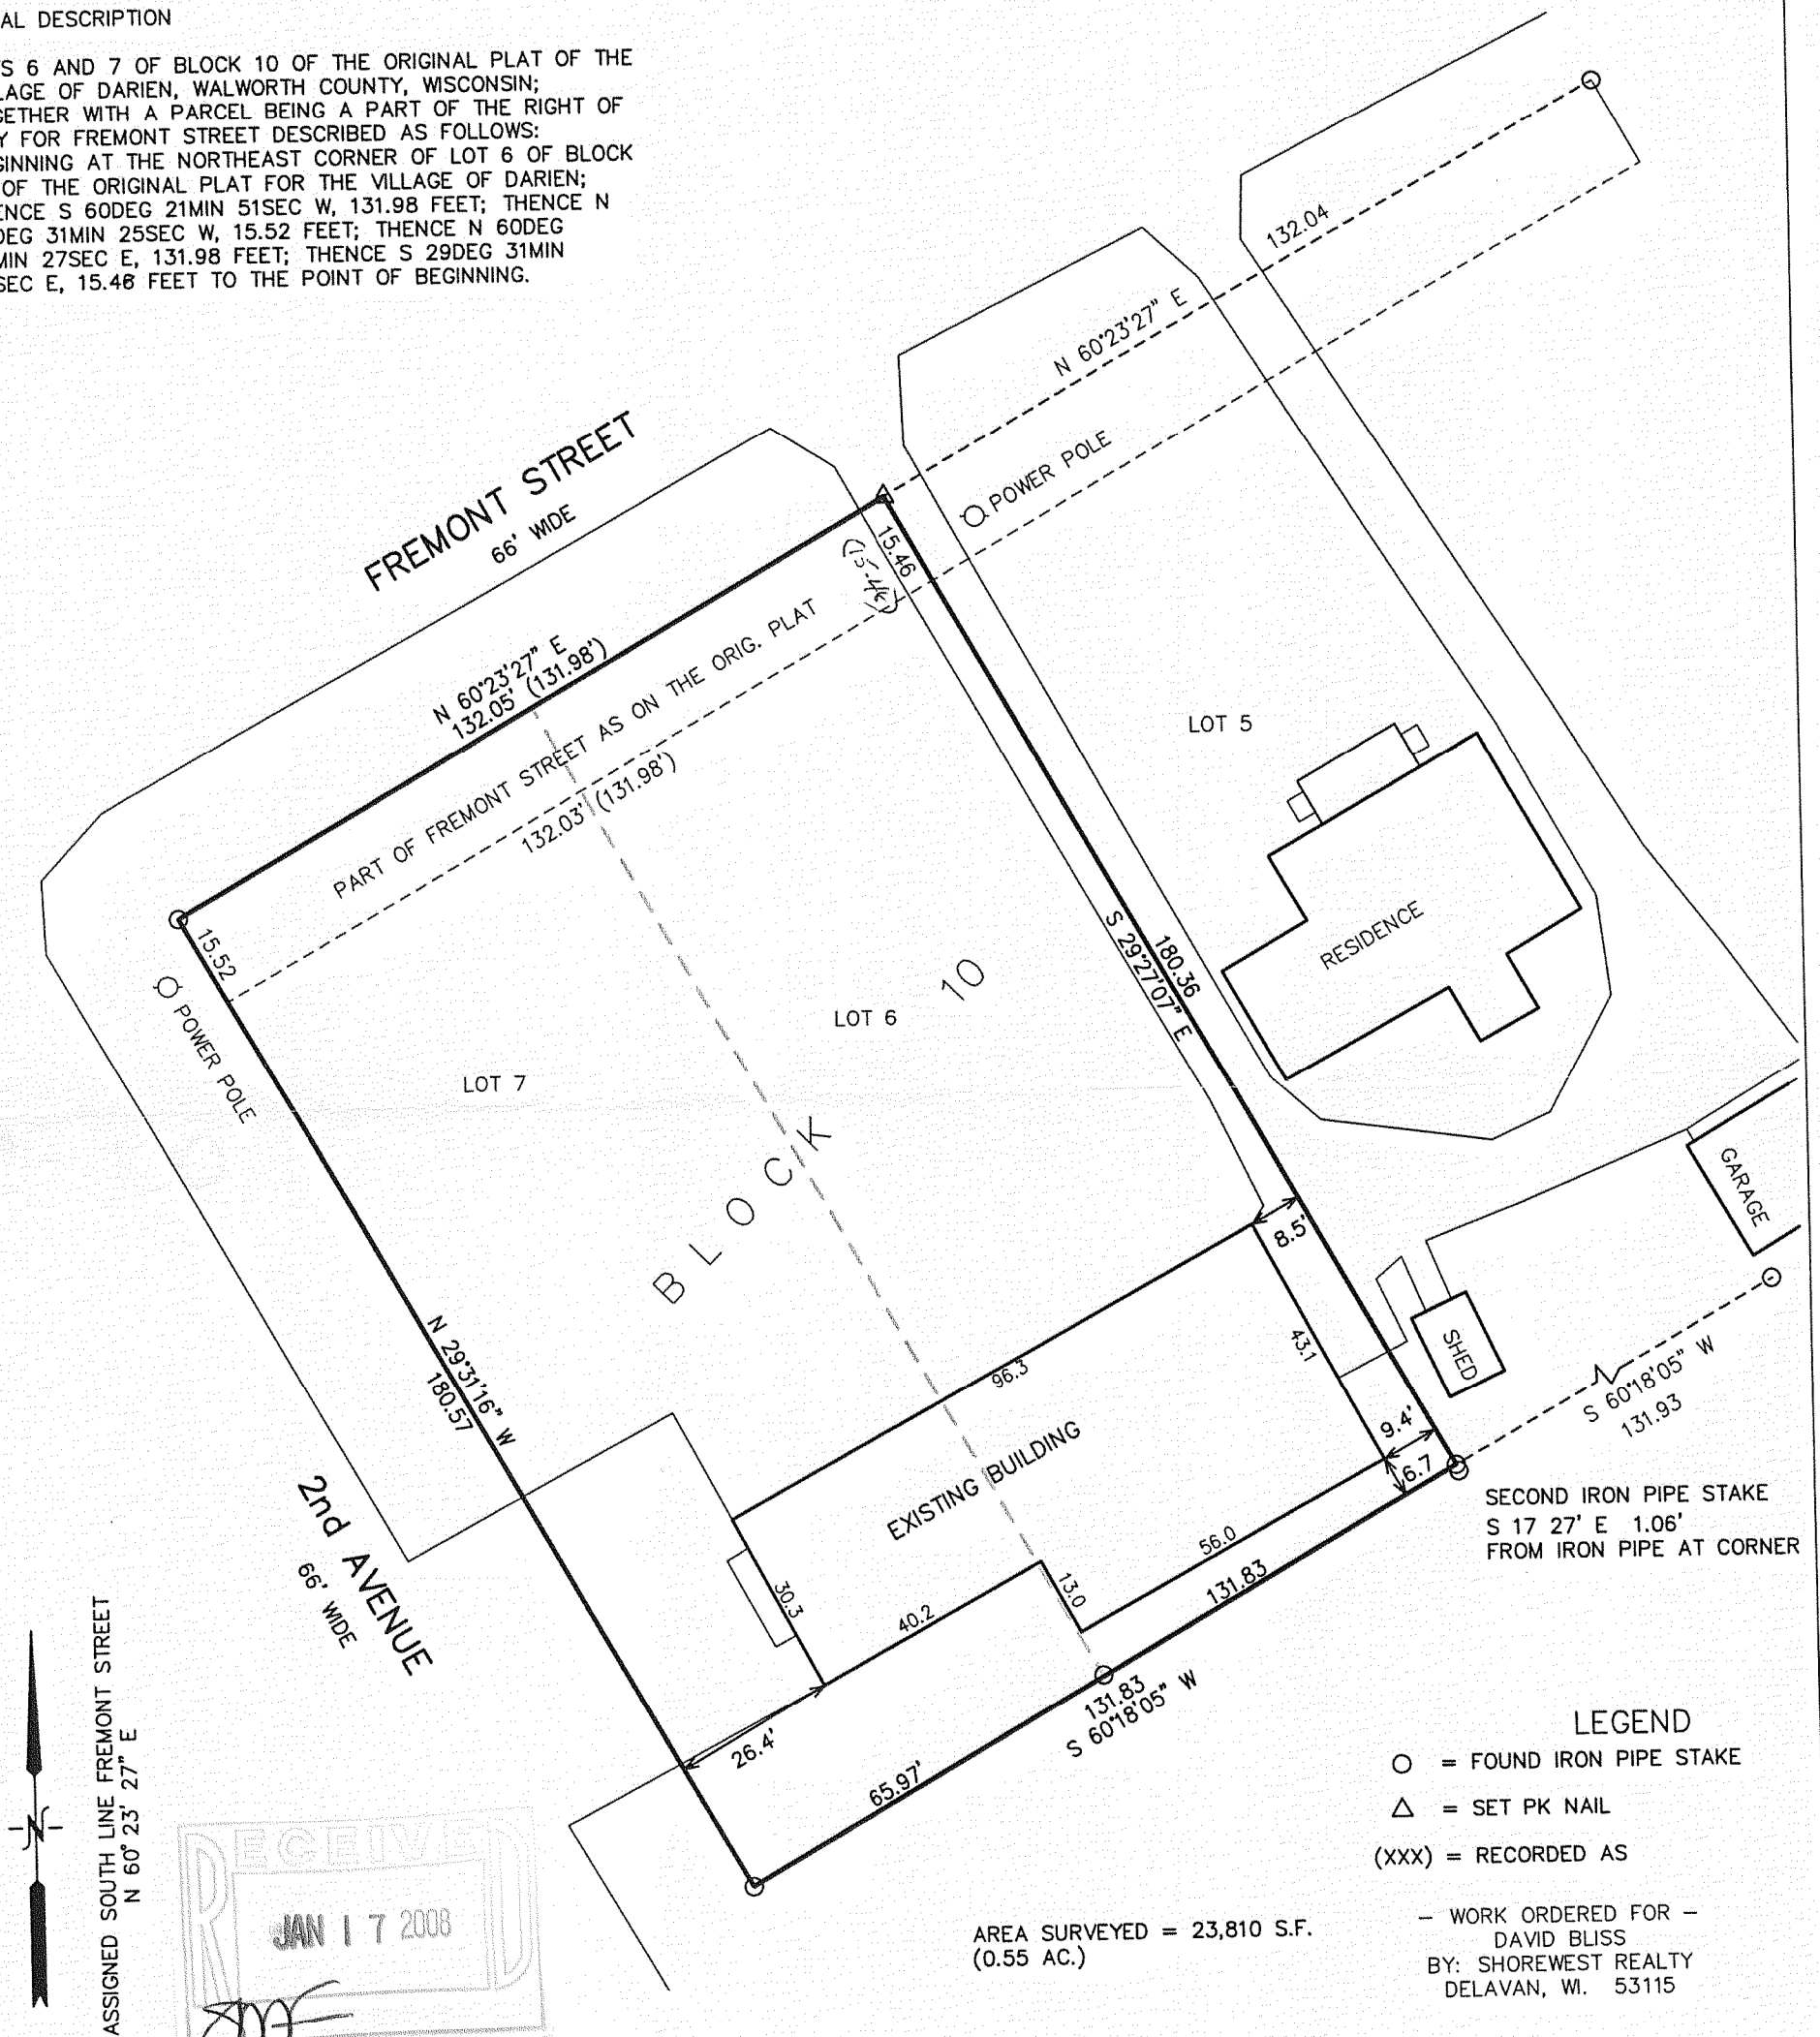 AL DESCRIPTION
S 6 AND 7 OF BLOCK 10 OF THE ORIGINAL PLAT OF THE
LAGE OF DARIEN, WALWORTH COUNTY, WISCONSIN;
GETHER WITH A PARCEL BEING A PART OF THE RIGHT OF
Y FOR FREMONT STREET DESCRIBED AS FOLLOWS:
GINNING AT THE NORTHEAST CORNER OF LOT 6 OF BLOCK
OF THE ORIGINAL PLAT FOR THE VILLAGE OF DARIEN;
ENCE S 60DEG 21MIN 51SEC W, 131.98 FEET; THENCE N
DEG 31MIN 25SEC W, 15.52 FEET; THENCE N 60DEG
MIN 27SEC E, 131.98 FEET; THENCE S 29DEG 31MIN
SEC E, 15.46 FEET TO THE POINT OF BEGINNING.
132.04
N 60°23'27" E
POWER POLE
FREMONT STREET
66' WIDE
15.46
(15.46)
N 60°23'27" E
132.05' (131.98')
PART OF FREMONT STREET AS ON THE ORIG. PLAT
132.03' (131.98')
LOT 5
RESIDENCE
15.52
POWER POLE
180.36
S 29°27'07" E
10
LOT 6
LOT 7
BLOCK
GARAGE
8.5'
43.1
SHED
N 29°31'16" W
180.57
96.3
EXISTING BUILDING
9.4'
6.7
S 60°18'05" W
131.93
SECOND IRON PIPE STAKE
S 17 27' E 1.06'
FROM IRON PIPE AT CORNER
2nd AVENUE
66' WIDE
30.3
40.2
13.0
56.0
131.83
131.83
S 60°18'05" W
26.4'
65.97'
ASSIGNED SOUTH LINE FREMONT STREET
N 60° 23' 27" E
N
RECEIVED
JAN 17 2008
LEGEND
O = FOUND IRON PIPE STAKE
△ = SET PK NAIL
(XXX) = RECORDED AS
AREA SURVEYED = 23,810 S.F.
(0.55 AC.)
– WORK ORDERED FOR –
DAVID BLISS
BY: SHOREWEST REALTY
DELAVAN, WI. 53115